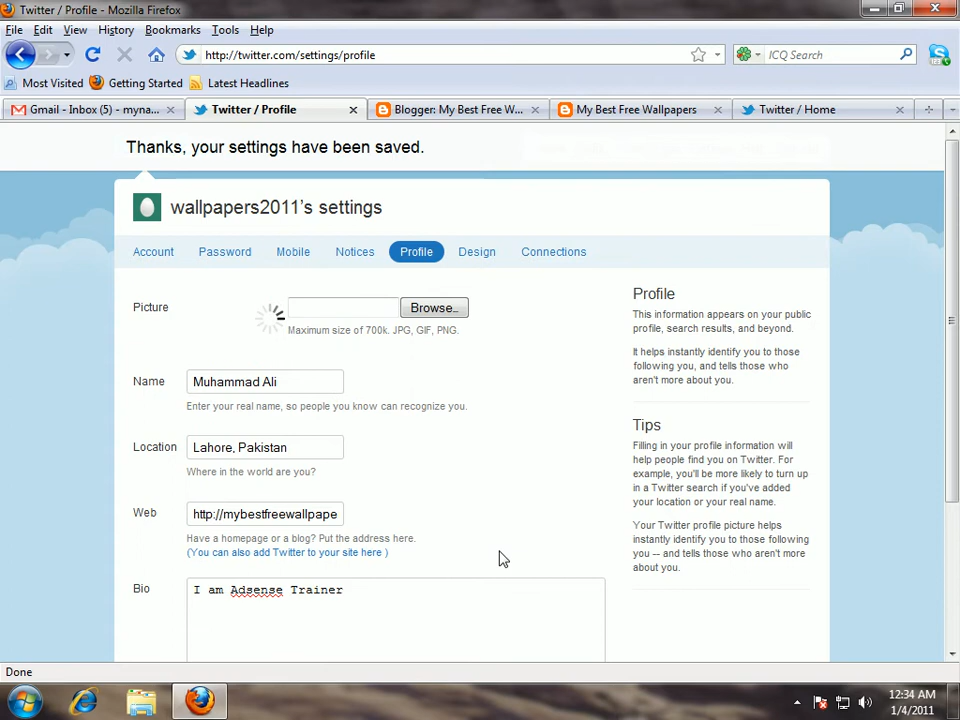 Twitter / Profile - Mozilla Firefox
File Edit View History Bookmarks Tools Help
http://twitter.com/settings/profile
ICQ Search
Most Visited Getting Started Latest Headlines
Gmail - Inbox (5) - myna... Twitter / Profile Blogger: My Best Free W... My Best Free Wallpapers Twitter / Home
Thanks, your settings have been saved.
wallpapers2011's settings
Account Password Mobile Notices Profile Design Connections
Picture Browse...
Maximum size of 700k. JPG, GIF, PNG.
Name Muhammad Ali
Enter your real name, so people you know can recognize you.
Location Lahore, Pakistan
Where in the world are you?
Web http://mybestfreewallpape
Have a homepage or a blog? Put the address here.
(You can also add Twitter to your site here )
Bio I am Adsense Trainer
Profile
This information appears on your public
profile, search results, and beyond.
It helps instantly identify you to those
following you, and tells those who
aren't more about you.
Tips
Filling in your profile information will
help people find you on Twitter. For
example, you'll be more likely to turn up
in a Twitter search if you've added
your location or your real name.
Your Twitter profile picture helps
instantly identify you to those following
you -- and tells those who aren't more
about you.
Done
12:34 AM
1/4/2011